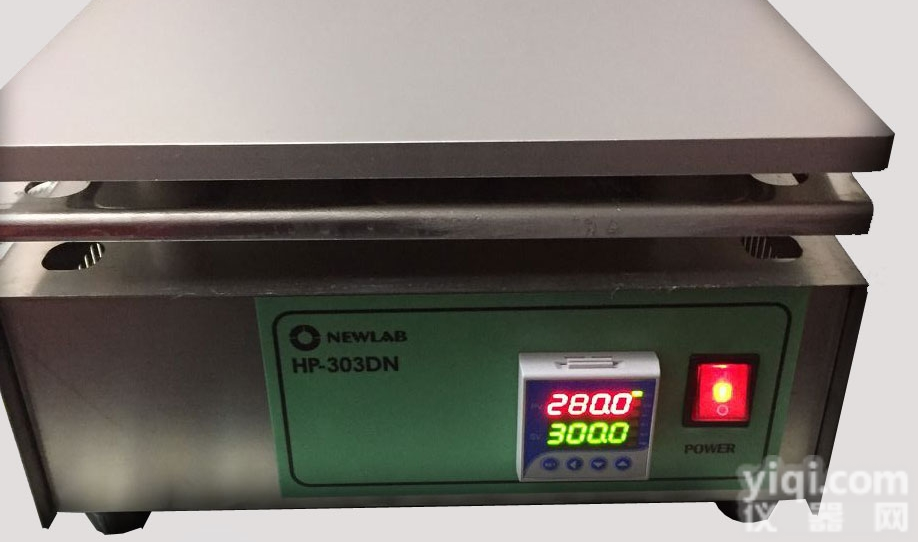 NEWLAB
HP-303DN
280.0
300.0
POWER
yiqi.com
仪器网